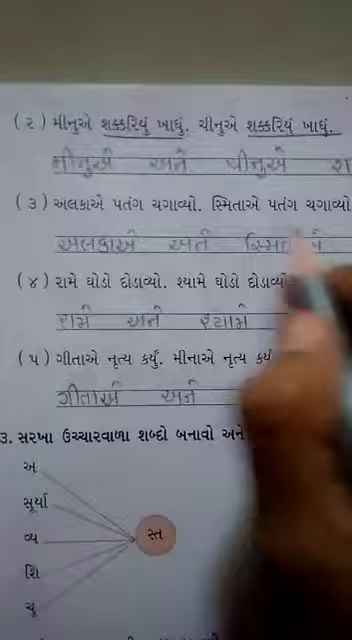 (૨) મીનુએ શક્કરિયું ખાધું. ચીનુએ શક્કરિયું ખાધું.
મીનુએ અને ચીનુએ શ
(૩) અલકાએ પતંગ ચગાવ્યો. સ્મિતાએ પતંગ ચગાવ્યો
અલકાએ અને
(૪) રામે ઘોડો દોડાવ્યો. શ્યામે ઘોડો દોડાવ્યો
રામે અને શ્યામે
(૫) ગીતાએ નૃત્ય કર્યું. મીનાએ નૃત્ય કર્યું
ગીતાએ અને
૩. સરખા ઉચ્ચારવાળા શબ્દો બનાવો અને
અ
સૂર્યા
વ્ય
સ્ત
શિ
ચૂ